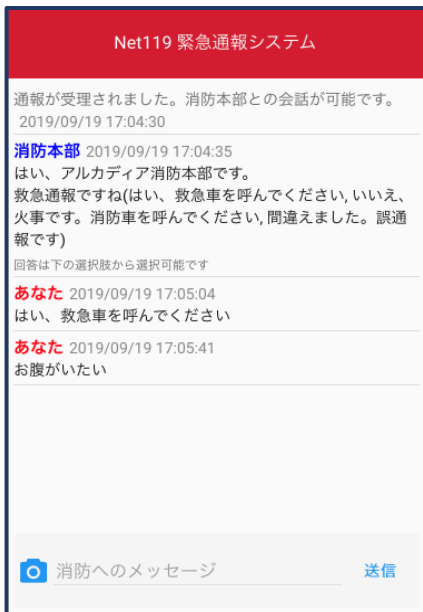 Net119 緊急通報システム
通報が受理されました。消防本部との会話が可能です。
2019/09/19 17:04:30
消防本部 2019/09/19 17:04:35
はい、アルカディア消防本部です。
救急通報ですね(はい、救急車を呼んでください, いいえ、
火事です。消防車を呼んでください, 間違えました。誤通
報です)
回答は下の選択肢から選択可能です
あなた 2019/09/19 17:05:04
はい、救急車を呼んでください
あなた 2019/09/19 17:05:41
お腹がいたい
消防へのメッセージ
送信